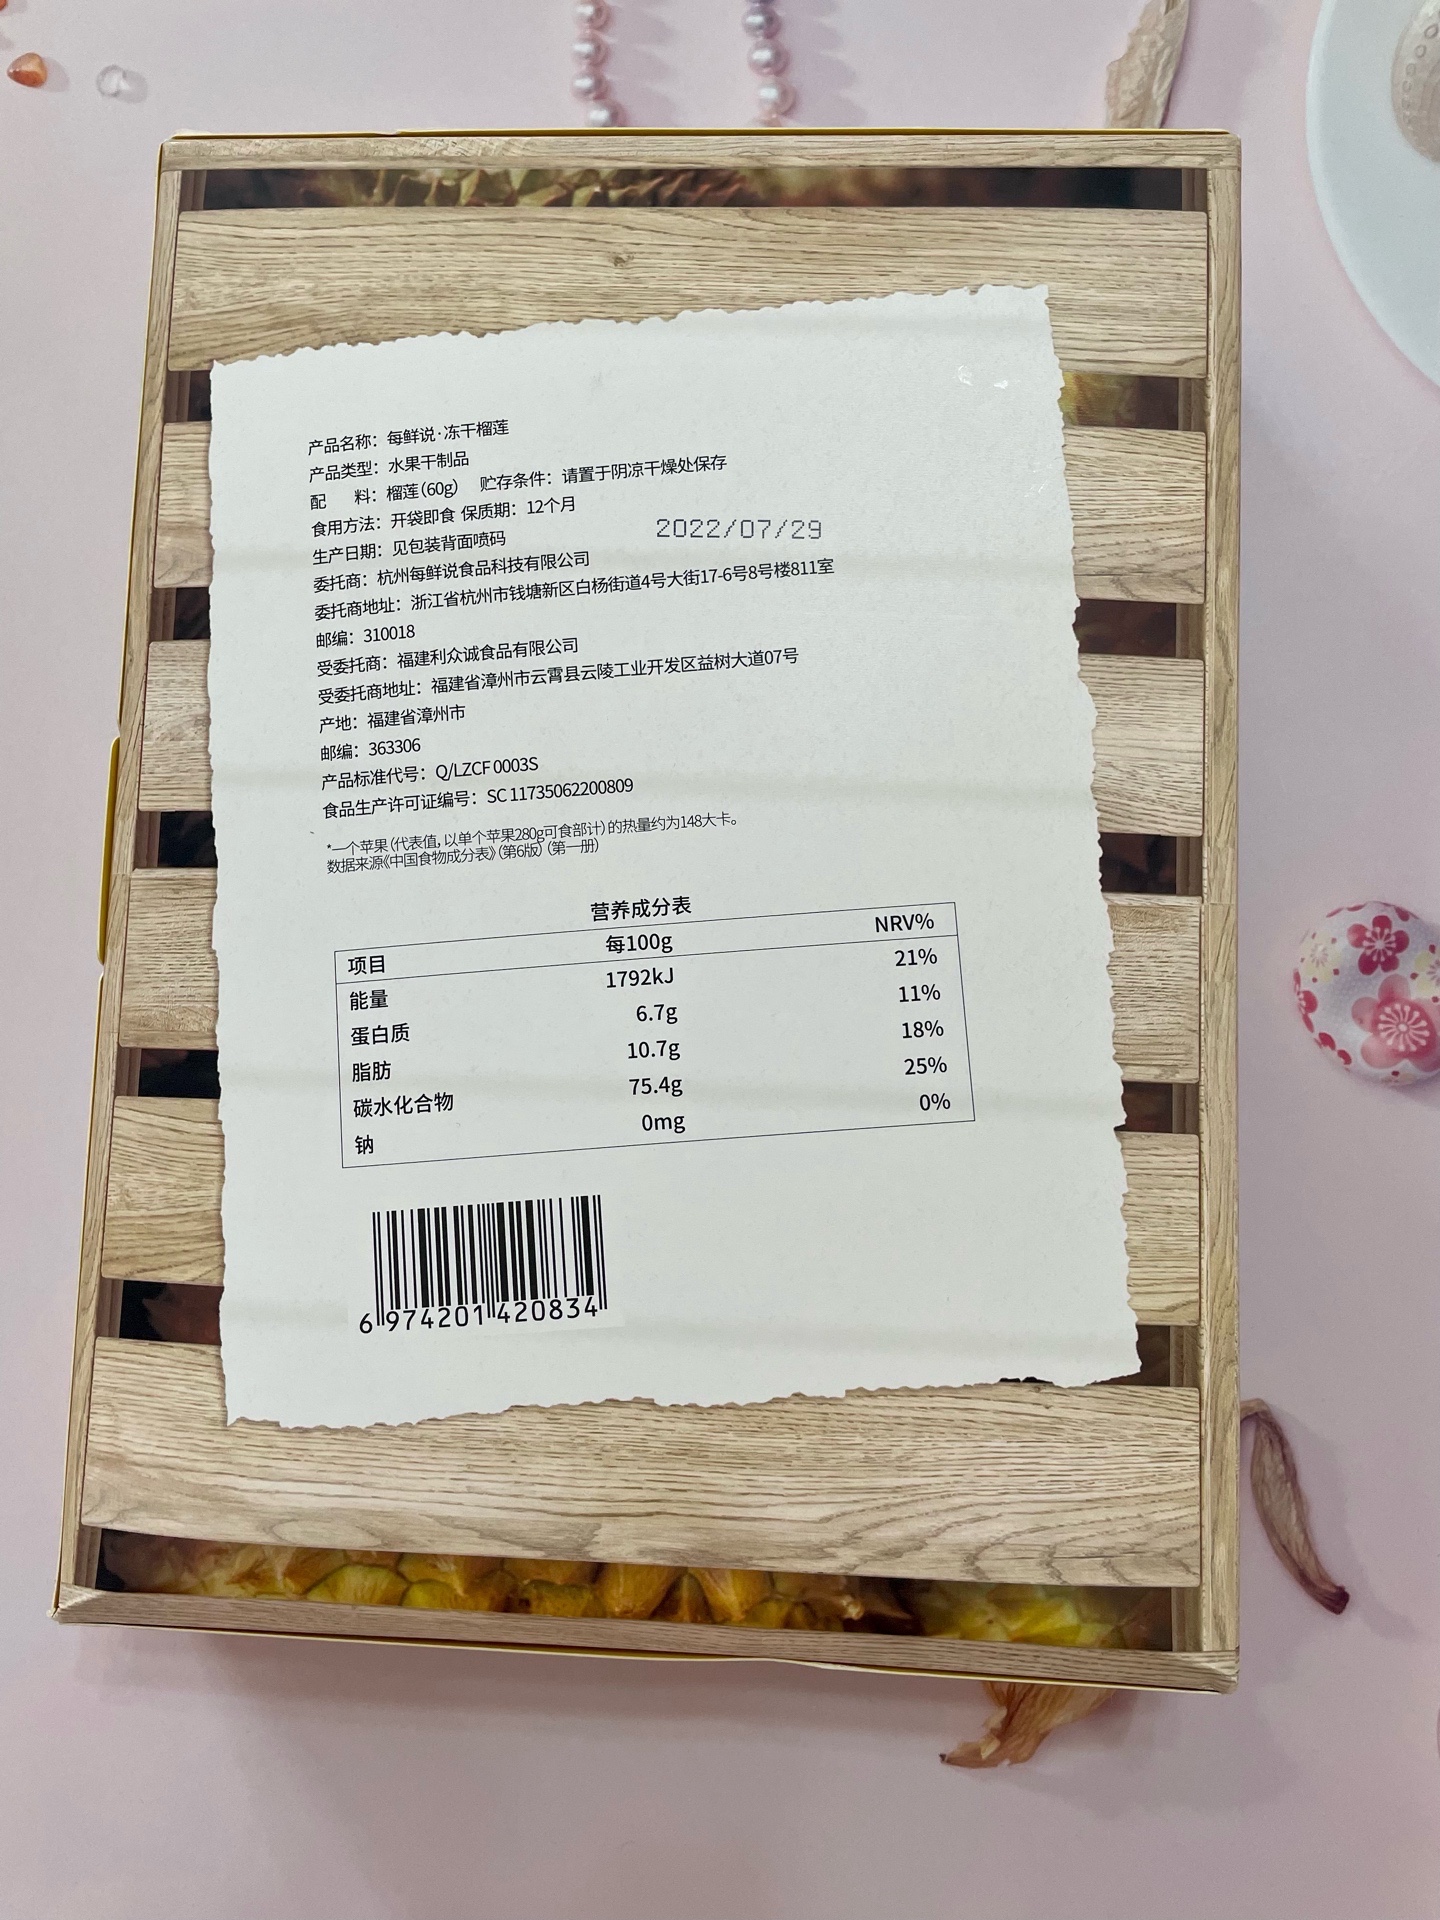 产品名称：每鲜说·冻干榴莲
产品类型：水果干制品
配 料：榴莲(60g) 贮存条件：请置于阴凉干燥处保存
食用方法：开袋即食 保质期：12个月
生产日期：见包装背面喷码
2022/07/29
委托商：杭州每鲜说食品科技有限公司
委托商地址：浙江省杭州市钱塘新区白杨街道4号大街17-6号8号楼811室
邮编：310018
受委托商：福建利众诚食品有限公司
受委托商地址：福建省漳州市云霄县云陵工业开发区益树大道07号
产地：福建省漳州市
邮编：363306
产品标准代号：Q/LZCF 0003S
食品生产许可证编号：SC 11735062200809
*一个苹果(代表值，以单个苹果280g可食部计)的热量约为148大卡。
数据来源《中国食物成分表》(第6版)(第一册)
营养成分表
项目 每100g NRV%
能量 1792kJ 21%
蛋白质 6.7g 11%
脂肪 10.7g 18%
碳水化合物 75.4g 25%
钠 0mg 0%
6 974201 420834